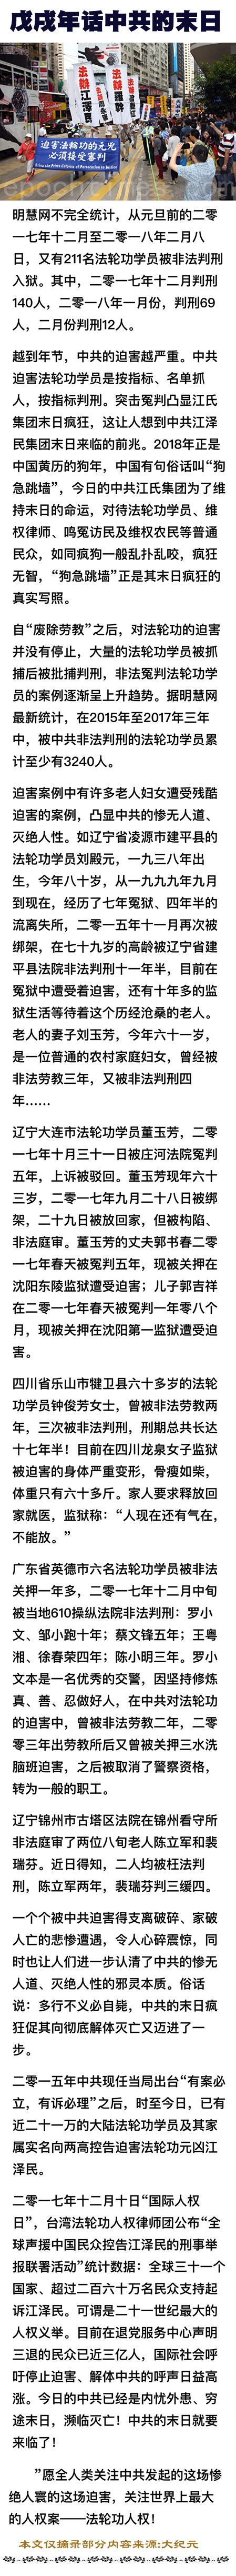 戊戌年话中共的末日
法辦江澤民
法辦羅幹
迫害法輪功的元兇
必須接受審判
Bring the Prime Culprits of Persecution to Justice
明慧网不完全统计，从元旦前的二零
一七年十二月至二零一八年二月八
日，又有211名法轮功学员被非法判刑
入狱。其中，二零一七年十二月判刑
140人，二零一八年一月份，判刑69
人，二月份判刑12人。
越到年节，中共的迫害越严重。中共
迫害法轮功学员是按指标、名单抓
人，按指标判刑。突击冤判凸显江氏
集团末日疯狂，这让人想到中共江泽
民集团末日来临的前兆。2018年正是
中国黄历的狗年，中国有句俗话叫“狗
急跳墙”，今日的中共江氏集团为了维
持末日的命运，对待法轮功学员、维
权律师、鸣冤访民及维权农民等普通
民众，如同疯狗一般乱扑乱咬，疯狂
无智，“狗急跳墙”正是其末日疯狂的
真实写照。
自“废除劳教”之后，对法轮功的迫害
并没有停止，大量的法轮功学员被抓
捕后被批捕判刑，非法冤判法轮功学
员的案例逐渐呈上升趋势。据明慧网
最新统计，在2015年至2017年三年
中，被中共非法判刑的法轮功学员累
计至少有3240人。
迫害案例中有许多老人妇女遭受残酷
迫害的案例，凸显中共的惨无人道、
灭绝人性。如辽宁省凌源市建平县的
法轮功学员刘殿元，一九三八年出
生，今年八十岁，从一九九九年九月
到现在，经历了七年冤狱、四年半的
流离失所，二零一五年十一月再次被
绑架，在七十九岁的高龄被辽宁省建
平县法院非法判刑十一年半，目前在
冤狱中遭受着迫害，还有十年多的监
狱生活等待着这个历经沧桑的老人。
老人的妻子刘玉芳，今年六十一岁，
是一位普通的农村家庭妇女，曾经被
非法劳教三年，又被非法判刑四
年……
辽宁大连市法轮功学员董玉芳，二零
一七年十月三十一日被庄河法院冤判
五年，上诉被驳回。董玉芳现年六十
三岁，二零一七年九月二十八日被绑
架，二十九日被放回家，但被构陷、
非法庭审。董玉芳的丈夫郭书春二零
一七年春天被冤判五年，现被关押在
沈阳东陵监狱遭受迫害；儿子郭吉祥
在二零一七年春天被冤判一年零八个
月，现被关押在沈阳第一监狱遭受迫
害。
四川省乐山市犍卫县六十多岁的法轮
功学员钟俊芳女士，曾被非法劳教两
年，三次被非法判刑，刑期总共长达
十七年半！目前在四川龙泉女子监狱
被迫害的身体严重变形，骨瘦如柴，
体重只有六十多斤。家人要求释放回
家就医，监狱称：“人现在还有气在，
不能放。”
广东省英德市六名法轮功学员被非法
关押一年多，二零一七年十二月中旬
被当地610操纵法院非法判刑：罗小
文、邹小跑十年；蔡文锋五年；王粤
湘、徐春荣四年；陈小明三年。罗小
文本是一名优秀的交警，因坚持修炼
真、善、忍做好人，在中共对法轮功
的迫害中，曾被非法劳教二年，二零
零三年出劳教所后又曾被关押三水洗
脑班迫害，之后被取消了警察资格，
转为一般的职工。
辽宁锦州市古塔区法院在锦州看守所
非法庭审了两位八旬老人陈立军和裴
瑞芬。近日得知，二人均被枉法判
刑，陈立军两年，裴瑞芬判三缓四。
一个个被中共迫害得支离破碎、家破
人亡的悲惨遭遇，令人心碎震惊，同
时也让人们进一步认清了中共的惨无
人道、灭绝人性的邪灵本质。俗话
说：多行不义必自毙，中共的末日疯
狂促其向彻底解体灭亡又迈进了一
步。
二零一五年中共现任当局出台“有案必
立，有诉必理”之后，时至今日，已有
近二十一万的大陆法轮功学员及其家
属实名向两高控告迫害法轮功元凶江
泽民。
二零一七年十二月十日“国际人权
日”，台湾法轮功人权律师团公布“全
球声援中国民众控告江泽民的刑事举
报联署活动”统计数据：全球三十一个
国家、超过二百六十万名民众支持起
诉江泽民。可谓是二十一世纪最大的
人权义举。目前在退党服务中心声明
三退的民众已近三亿人，国际社会呼
吁停止迫害、解体中共的呼声日益高
涨。今日的中共已经是内忧外患、穷
途末日，濒临灭亡！中共的末日就要
来临了！
”愿全人类关注中共发起的这场惨
绝人寰的这场迫害，关注世界上最大
的人权案——法轮功人权！
本文仅摘录部分内容来源:大纪元